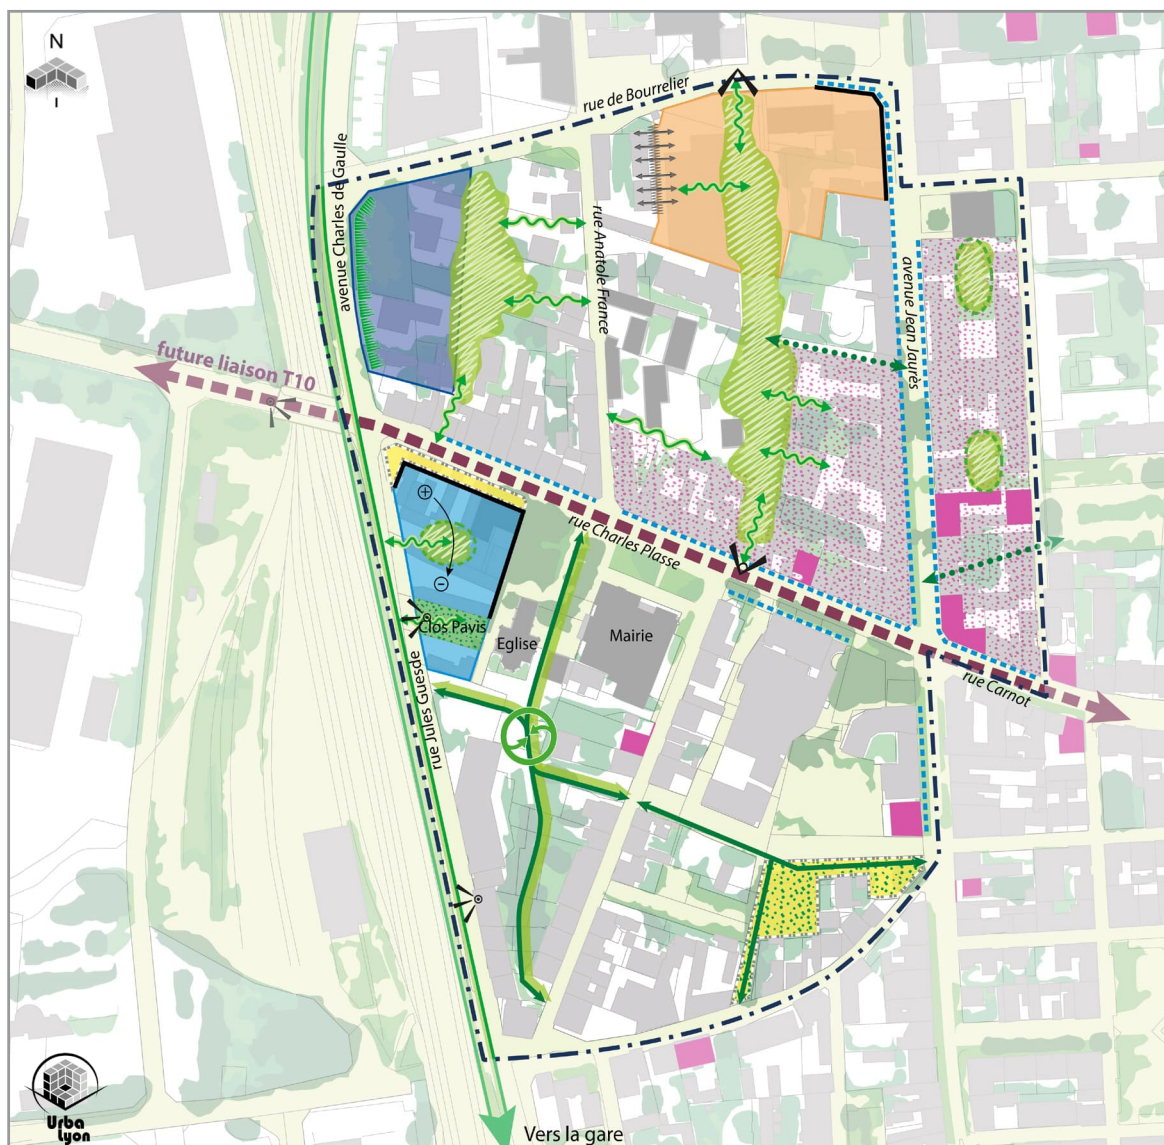 N
rue de Bourrelier
avenue Charles de Gaulle
rue Anatole France
avenue Jean Jaurès
future liaison T10
rue Charles Plasse
Clos Pavis
Eglise
Mairie
rue Jules Guesde
rue Carnot
Urba
Lyon
Vers la gare